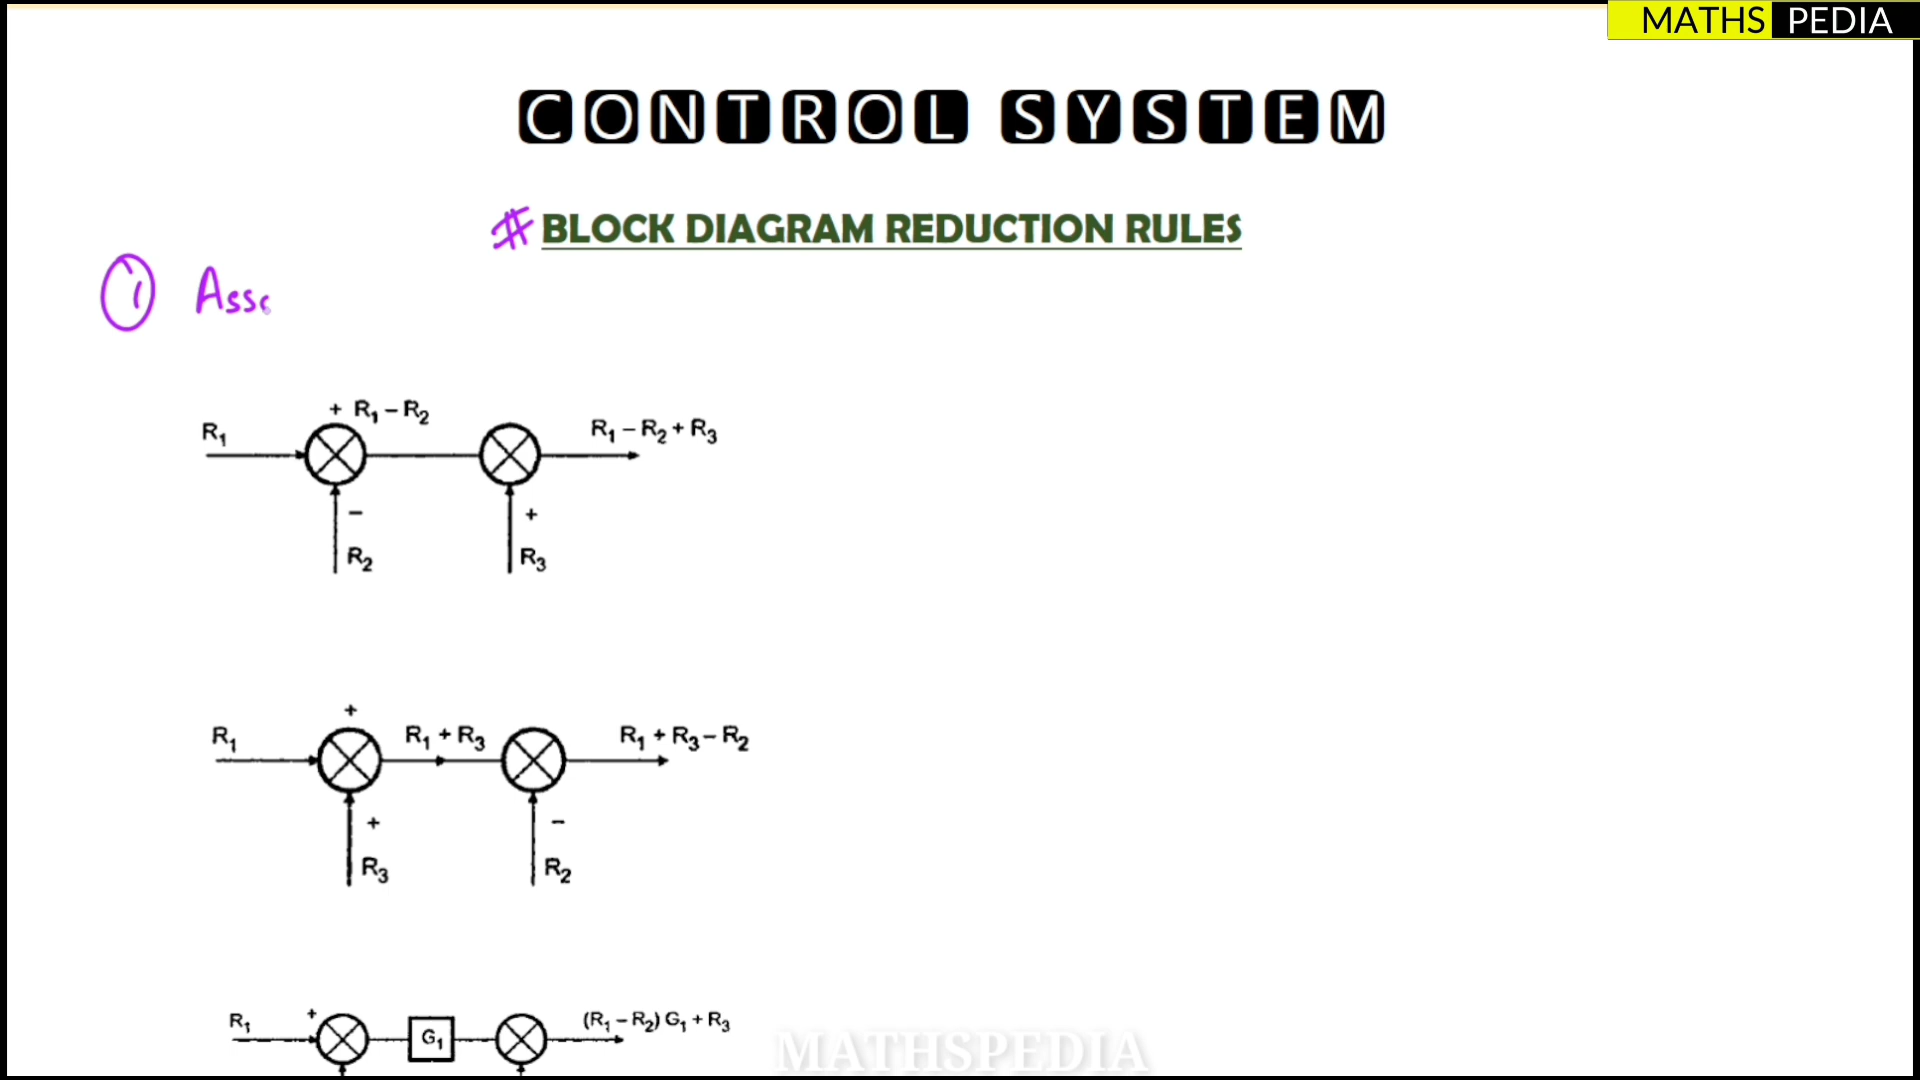 MATHS PEDIA
CONTROL SYSTEM
# BLOCK DIAGRAM REDUCTION RULES
① Asso
R₁ + R₁ – R₂ R₁ – R₂ + R₃
– +
R₂ R₃
+
R₁ R₁ + R₃ R₁ + R₃ – R₂
+ –
R₃ R₂
R₁ + G₁ (R₁ – R₂) G₁ + R₃
MATHSPEDIA